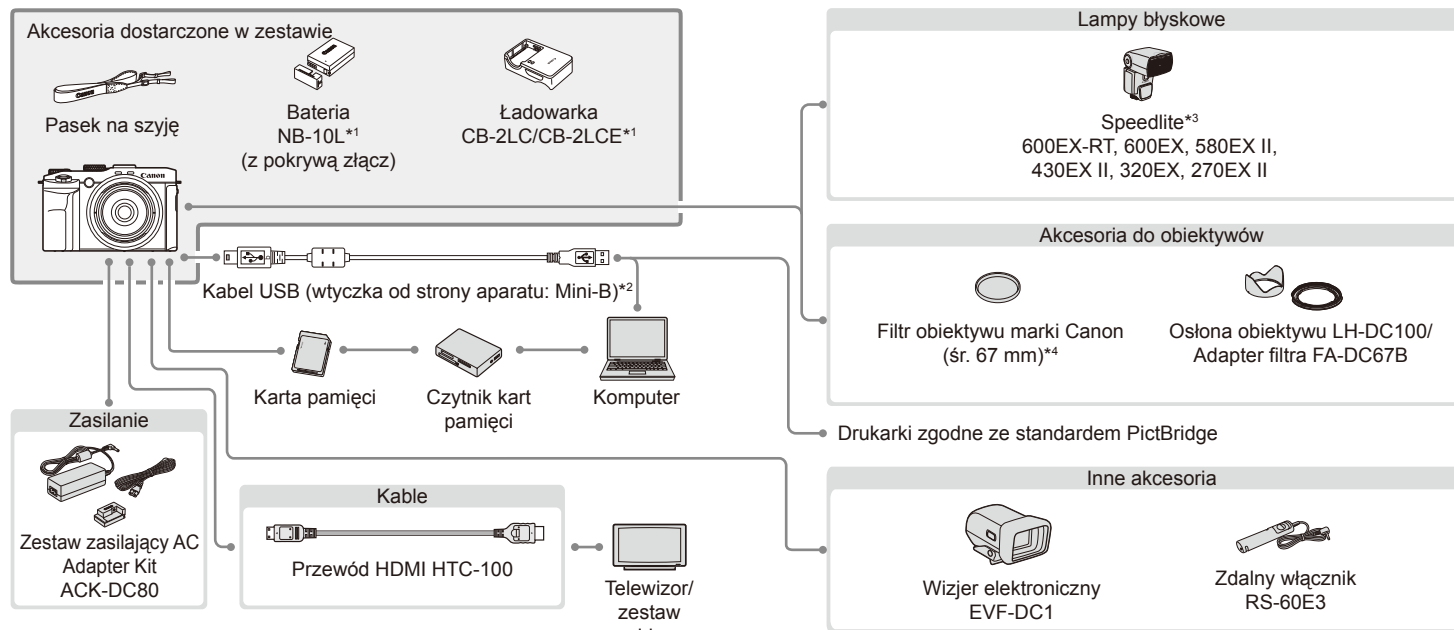 Akcesoria dostarczone w zestawie
Pasek na szyję
Bateria
NB-10L*1
(z pokrywą złącz)
Ładowarka
CB-2LC/CB-2LCE*1
Canon
Canon
Kabel USB (wtyczka od strony aparatu: Mini-B)*2
Karta pamięci
Czytnik kart
pamięci
Komputer
Zasilanie
Zestaw zasilający AC
Adapter Kit
ACK-DC80
Kable
Przewód HDMI HTC-100
Telewizor/
zestaw
Lampy błyskowe
Speedlite*3
600EX-RT, 600EX, 580EX II,
430EX II, 320EX, 270EX II
Akcesoria do obiektywów
Filtr obiektywu marki Canon
(śr. 67 mm)*4
Osłona obiektywu LH-DC100/
Adapter filtra FA-DC67B
Drukarki zgodne ze standardem PictBridge
Inne akcesoria
Wizjer elektroniczny
EVF-DC1
Zdalny włącznik
RS-60E3